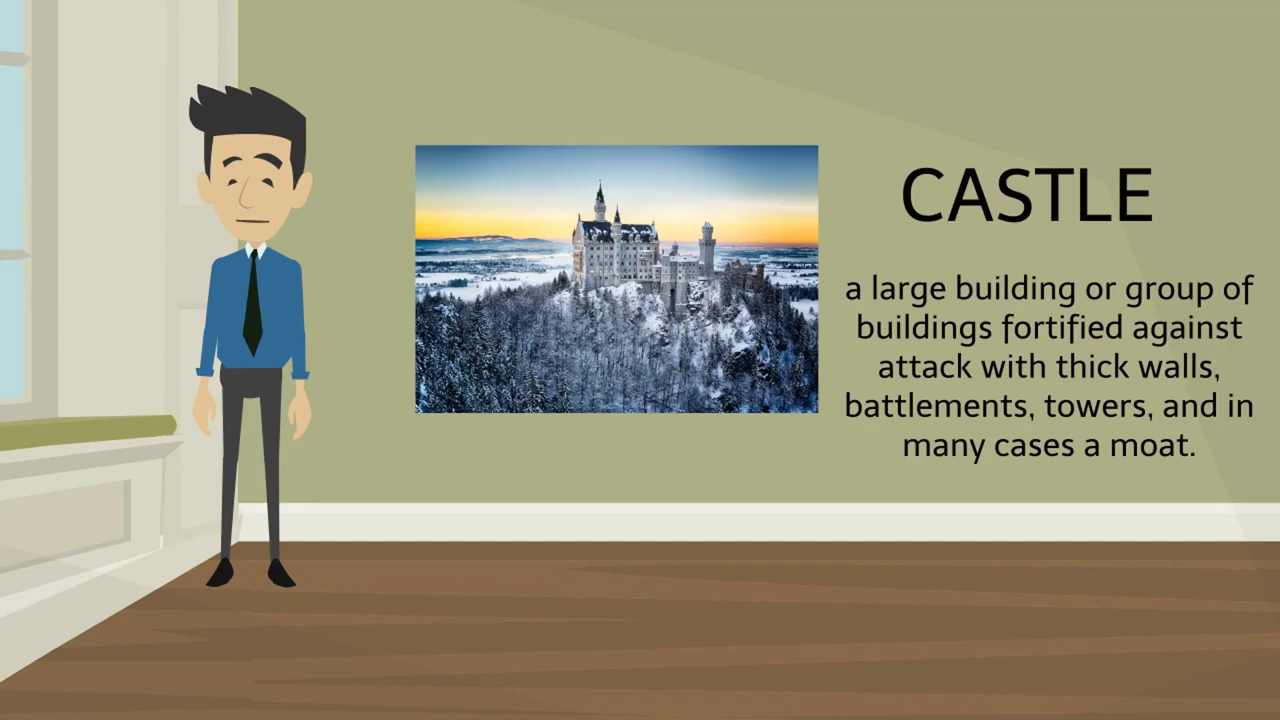 CASTLE
a large building or group of
buildings fortified against
attack with thick walls,
battlements, towers, and in
many cases a moat.